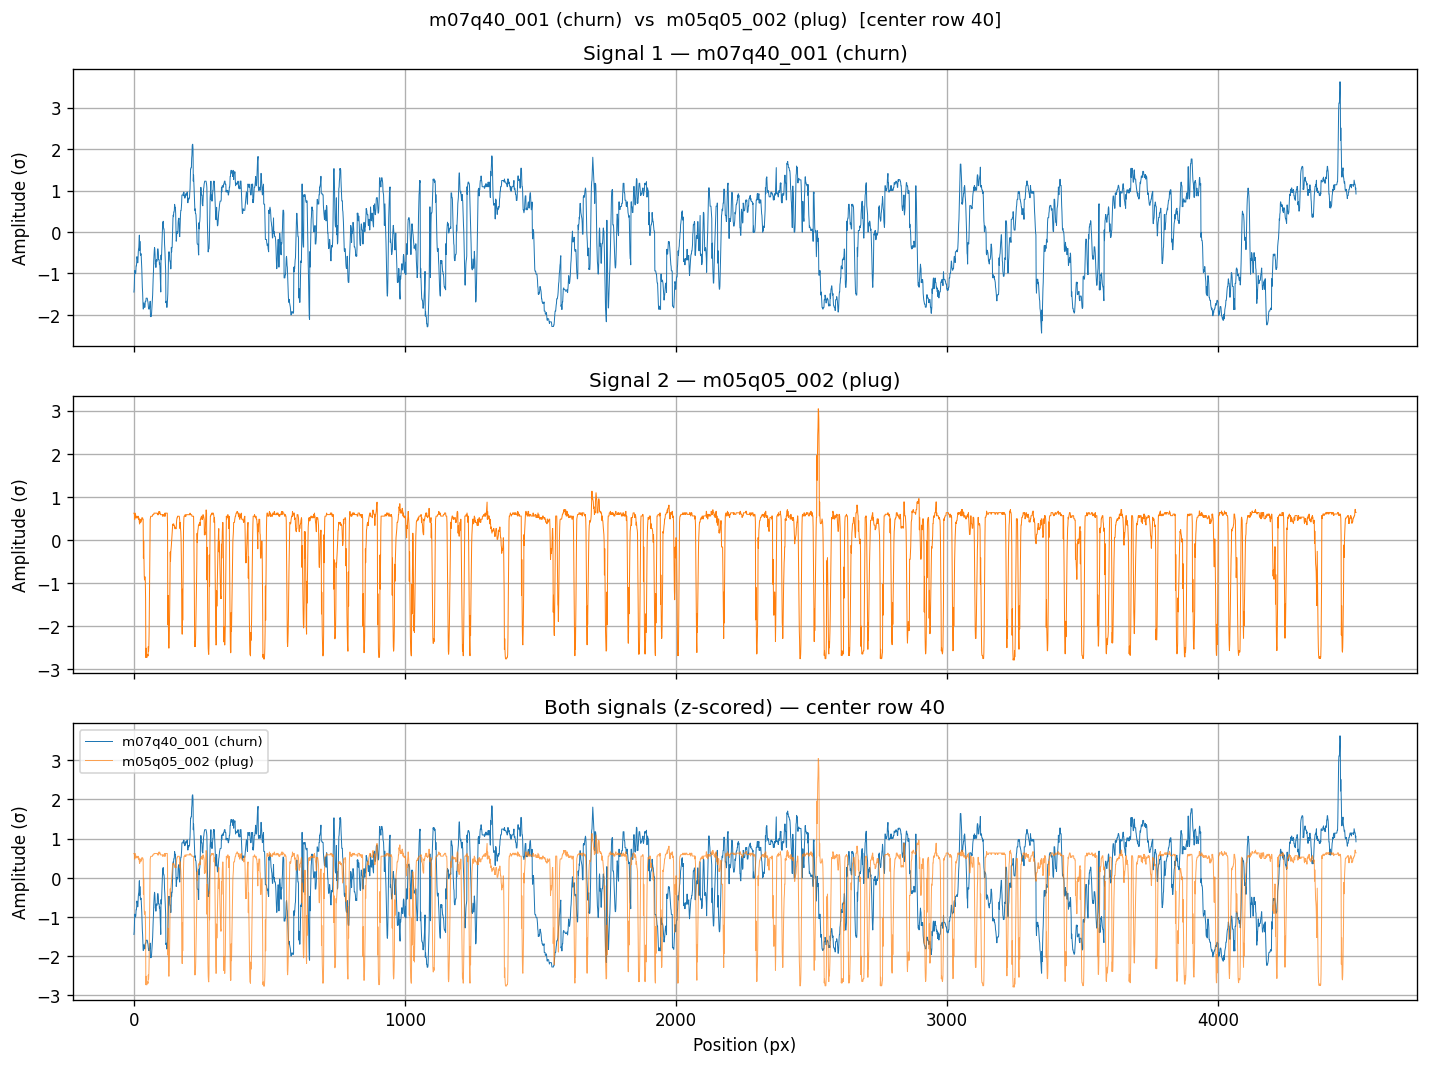 m07q40_001 (churn)  vs  m05q05_002 (plug)  [center row 40]
Signal 1 — m07q40_001 (churn)
Amplitude (σ)
3
2
1
0
−1
−2
Signal 2 — m05q05_002 (plug)
Amplitude (σ)
3
2
1
0
−1
−2
−3
Both signals (z-scored) — center row 40
m07q40_001 (churn)
m05q05_002 (plug)
Amplitude (σ)
3
2
1
0
−1
−2
−3
0 1000 2000 3000 4000
Position (px)